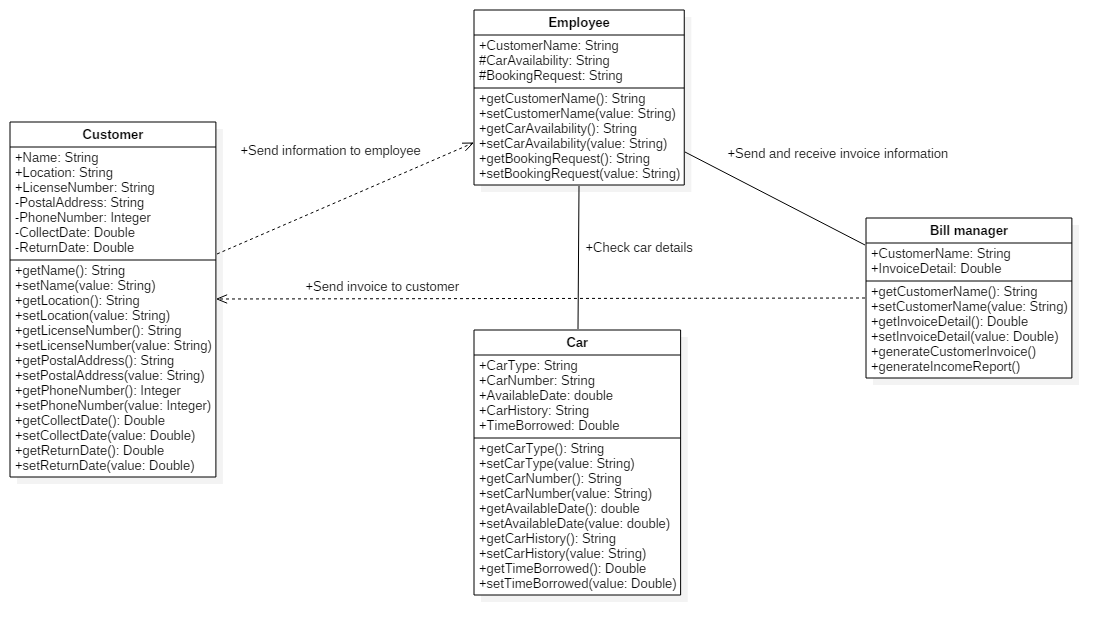 Employee
+CustomerName: String
#CarAvailability: String
#BookingRequest: String
+getCustomerName(): String
+setCustomerName(value: String)
+getCarAvailability(): String
+setCarAvailability(value: String)
+getBookingRequest(): String
+setBookingRequest(value: String)
Customer
+Name: String
+Location: String
+LicenseNumber: String
-PostalAddress: String
-PhoneNumber: Integer
-CollectDate: Double
-ReturnDate: Double
+getName(): String
+setName(value: String)
+getLocation(): String
+setLocation(value: String)
+getLicenseNumber(): String
+setLicenseNumber(value: String)
+getPostalAddress(): String
+setPostalAddress(value: String)
+getPhoneNumber(): Integer
+setPhoneNumber(value: Integer)
+getCollectDate(): Double
+setCollectDate(value: Double)
+getReturnDate(): Double
+setReturnDate(value: Double)
+Send information to employee
+Send and receive invoice information
+Check car details
+Send invoice to customer
Bill manager
+CustomerName: String
+InvoiceDetail: Double
+getCustomerName(): String
+setCustomerName(value: String)
+getInvoiceDetail(): Double
+setInvoiceDetail(value: Double)
+generateCustomerInvoice()
+generateIncomeReport()
Car
+CarType: String
+CarNumber: String
+AvailableDate: double
+CarHistory: String
+TimeBorrowed: Double
+getCarType(): String
+setCarType(value: String)
+getCarNumber(): String
+setCarNumber(value: String)
+getAvailableDate(): double
+setAvailableDate(value: double)
+getCarHistory(): String
+setCarHistory(value: String)
+getTimeBorrowed(): Double
+setTimeBorrowed(value: Double)